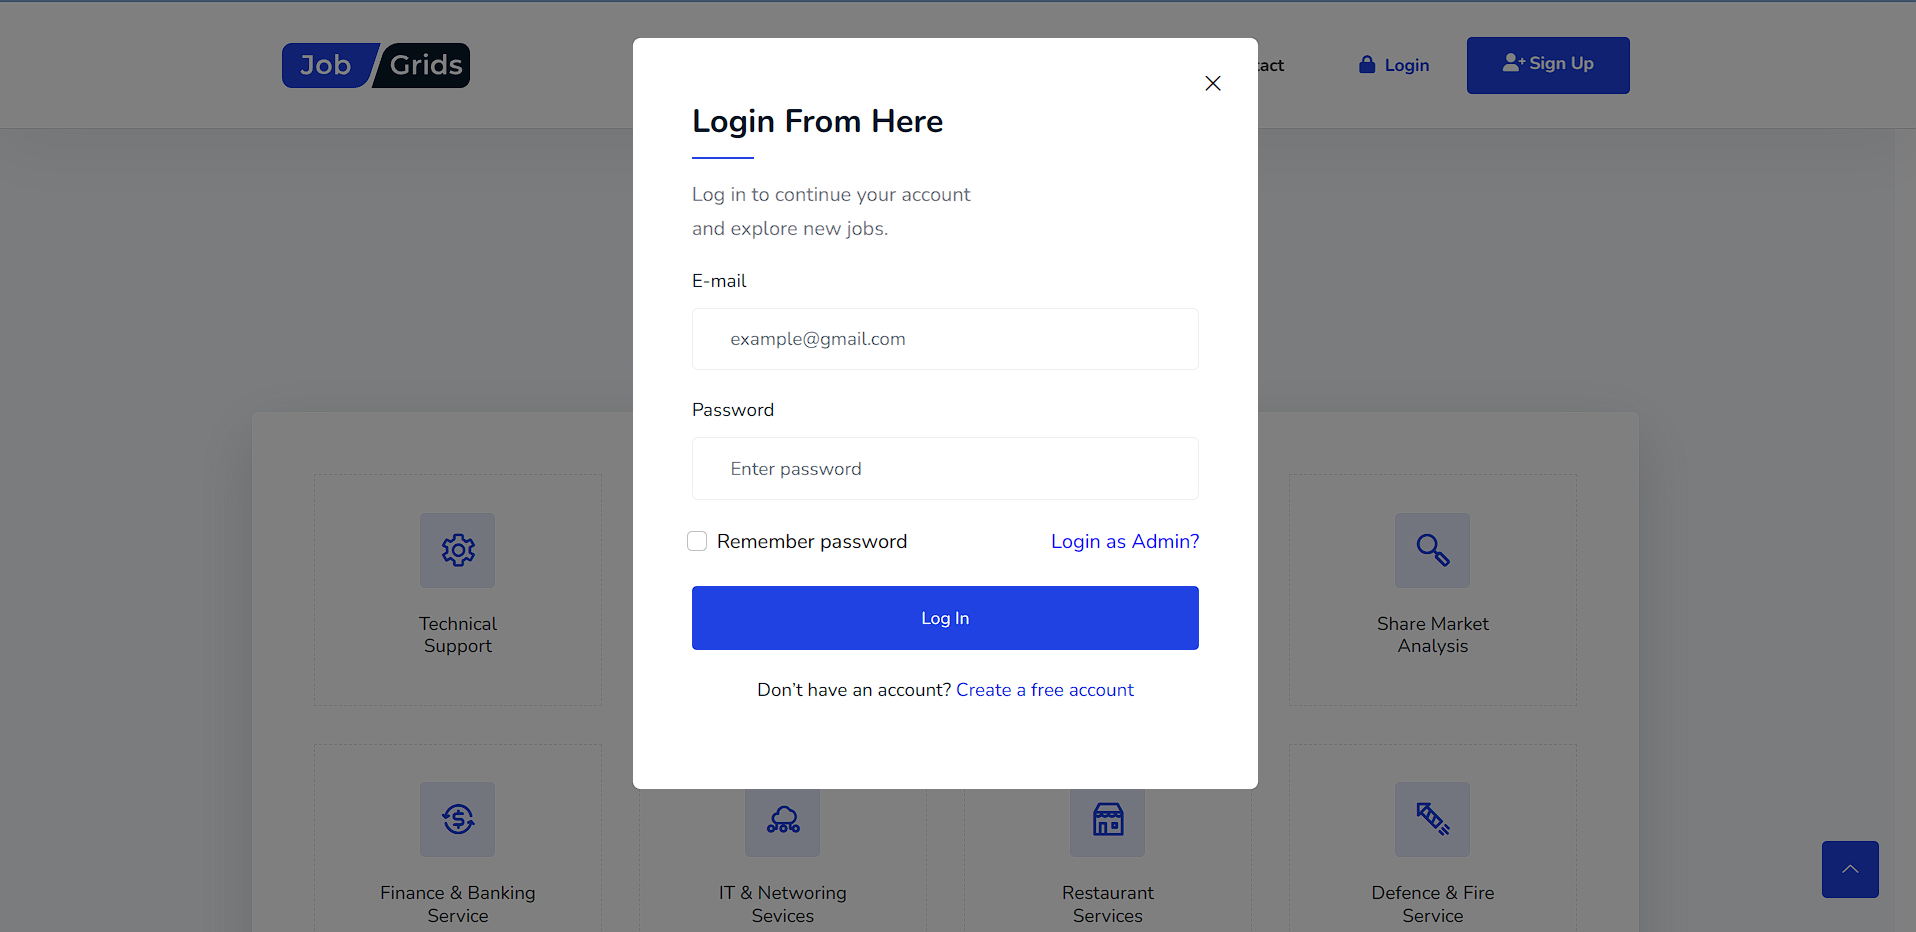 Job Grids
tact
Login
Sign Up
Login From Here
Log in to continue your account
and explore new jobs.
E-mail
example@gmail.com
Password
Enter password
Remember password
Login as Admin?
Log In
Don’t have an account? Create a free account
Technical
Support
Share Market
Analysis
Finance & Banking
Service
IT & Networing
Sevices
Restaurant
Services
Defence & Fire
Service